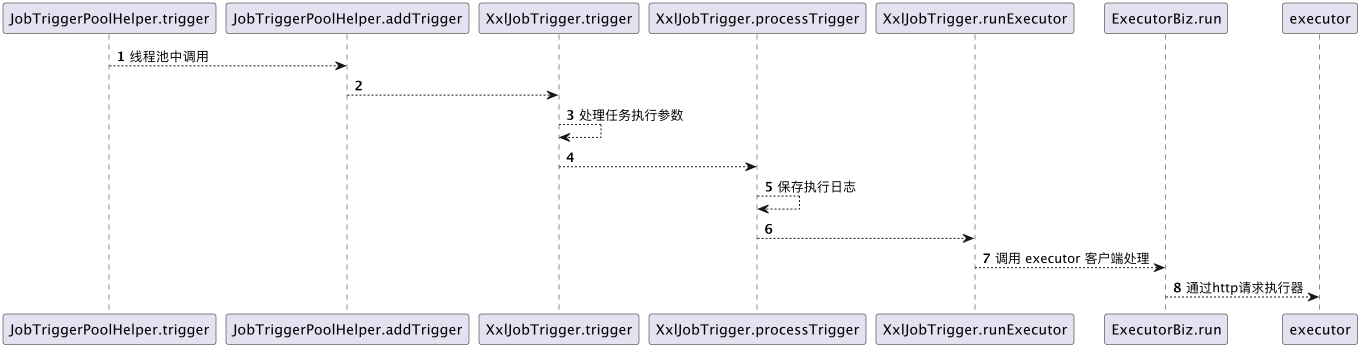 JobTriggerPoolHelper.trigger
JobTriggerPoolHelper.addTrigger
XxlJobTrigger.trigger
XxlJobTrigger.processTrigger
XxlJobTrigger.runExecutor
ExecutorBiz.run
executor
1 线程池中调用
2
3 处理任务执行参数
4
5 保存执行日志
6
7 调用 executor 客户端处理
8 通过http请求执行器
JobTriggerPoolHelper.trigger
JobTriggerPoolHelper.addTrigger
XxlJobTrigger.trigger
XxlJobTrigger.processTrigger
XxlJobTrigger.runExecutor
ExecutorBiz.run
executor